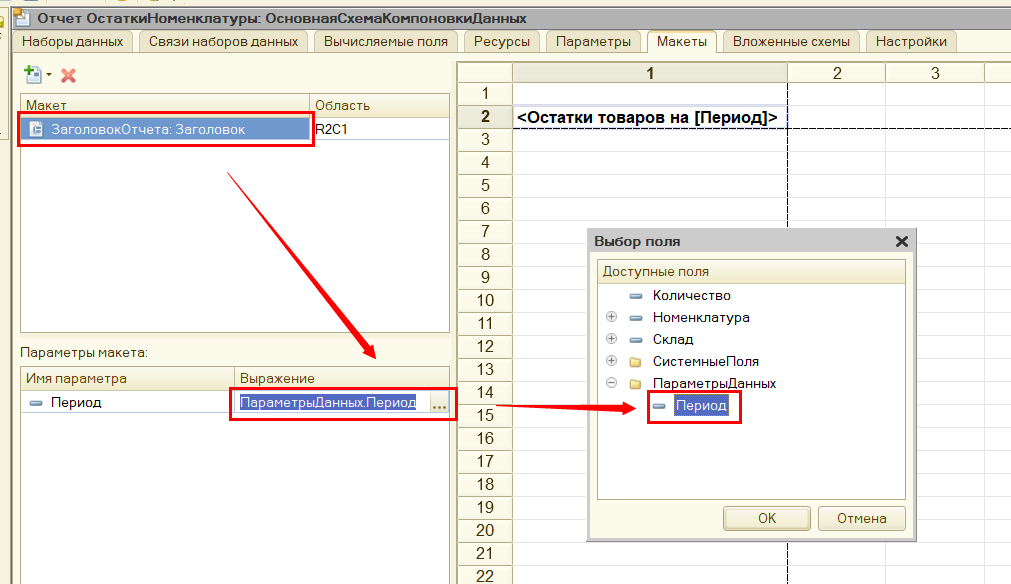 Отчет ОстаткиНоменклатуры: ОсновнаяСхемаКомпоновкиДанных
Наборы данных Связи наборов данных Вычисляемые поля Ресурсы Параметры Макеты Вложенные схемы Настройки
Макет Область
ЗаголовокОтчета: Заголовок R2C1
Параметры макета:
Имя параметра Выражение
Период ПараметрыДанных.Период ...
1 2 3
1
2 <Остатки товаров на [Период]>
3
4
5
6
7
8
9
10
11
12
13
14
15
16
17
18
19
20
21
22
Выбор поля
Доступные поля
Количество
Номенклатура
Склад
СистемныеПоля
ПараметрыДанных
Период
OK Отмена